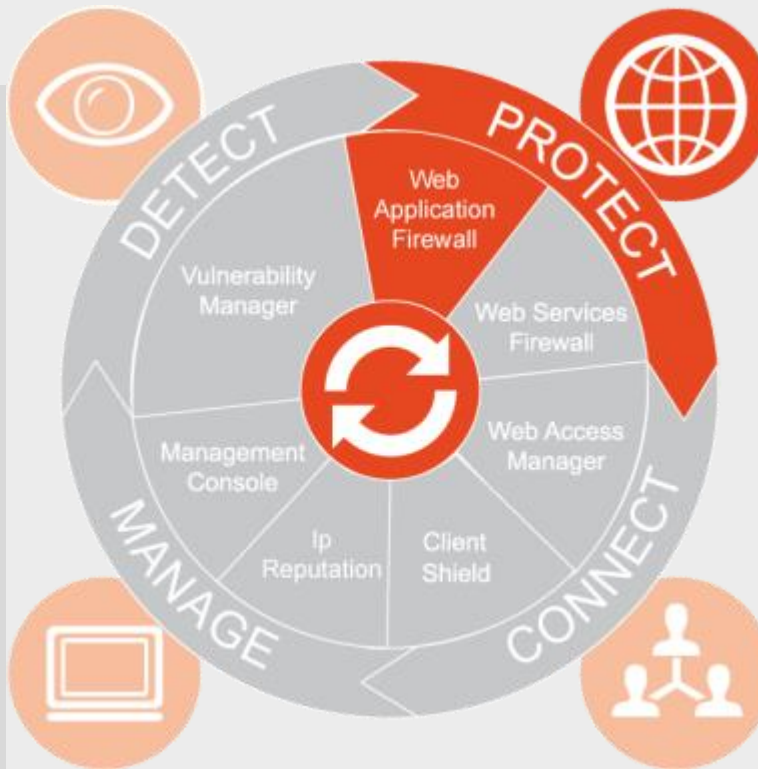 DETECT
PROTECT
CONNECT
MANAGE
Web
Application
Firewall
Web Services
Firewall
Web Access
Manager
Client
Shield
Ip
Reputation
Management
Console
Vulnerability
Manager